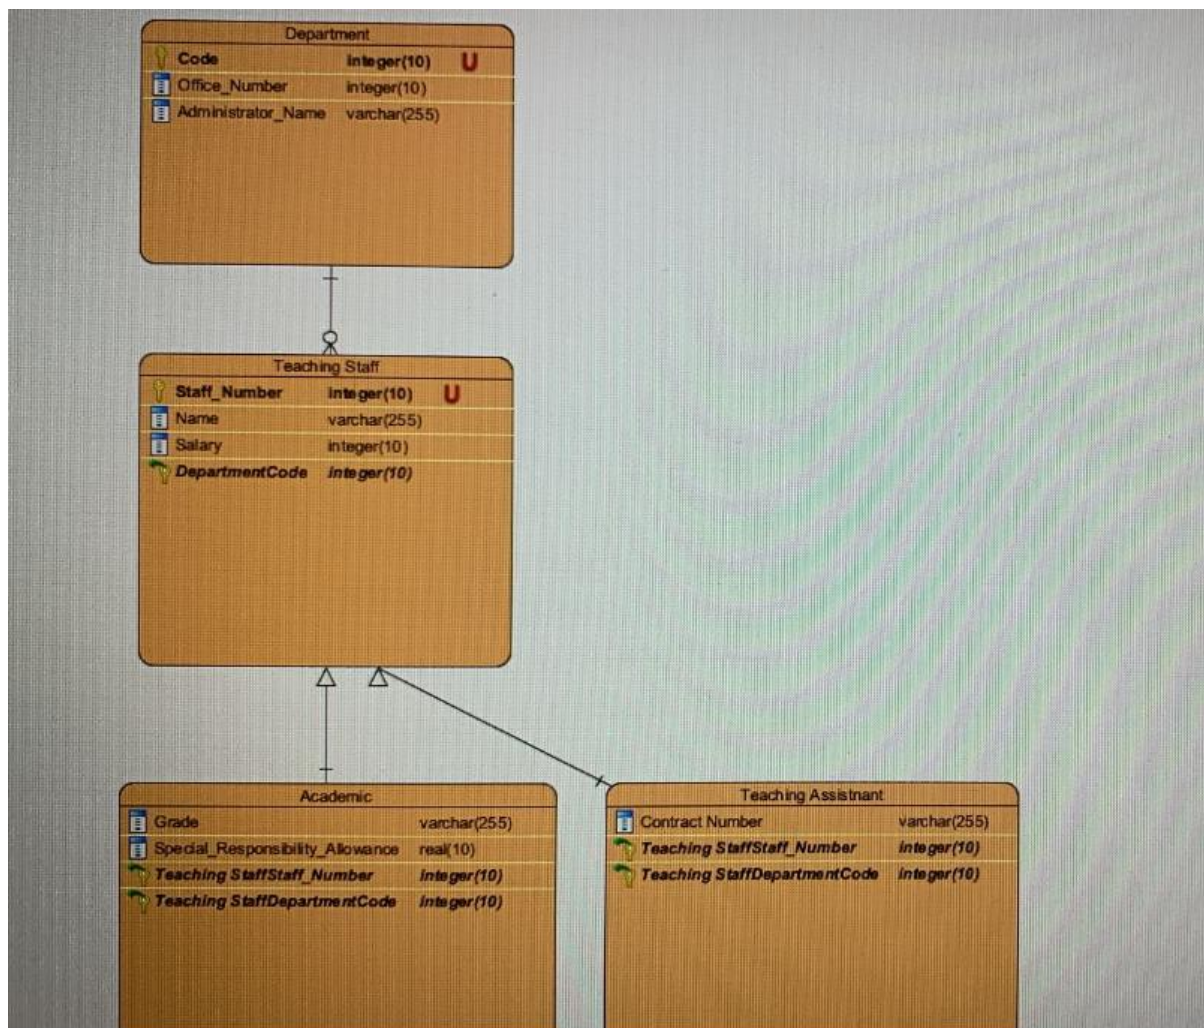 Department
Code integer(10) U
Office_Number integer(10)
Administrator_Name varchar(255)
Teaching Staff
Staff_Number integer(10) U
Name varchar(255)
Salary integer(10)
DepartmentCode integer(10)
Academic
Grade varchar(255)
Special_Responsibility_Allowance real(10)
Teaching StaffStaff_Number integer(10)
Teaching StaffDepartmentCode integer(10)
Teaching Assistnant
Contract Number varchar(255)
Teaching StaffStaff_Number integer(10)
Teaching StaffDepartmentCode integer(10)